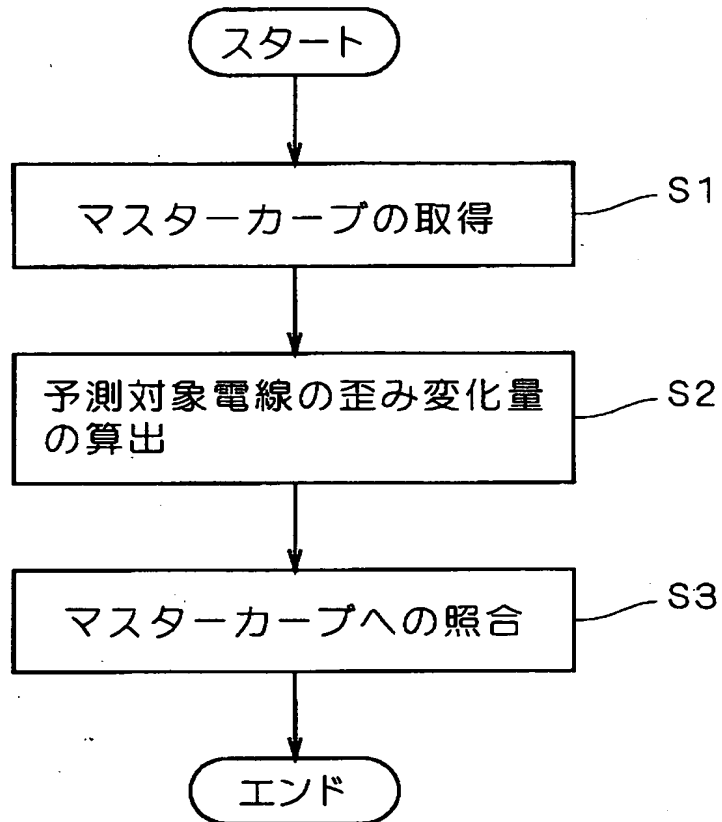 スタート
マスターカーブの取得
S1
予測対象電線の歪み変化量
の算出
S2
マスターカーブへの照合
S3
エンド